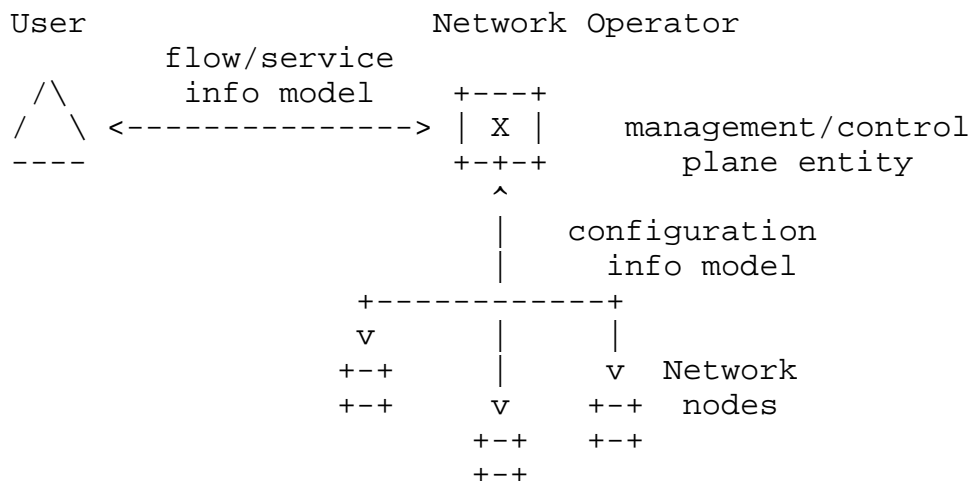 User Network Operator
flow/service
info model
X management/control
plane entity
configuration
info model
v
v Network
v nodes